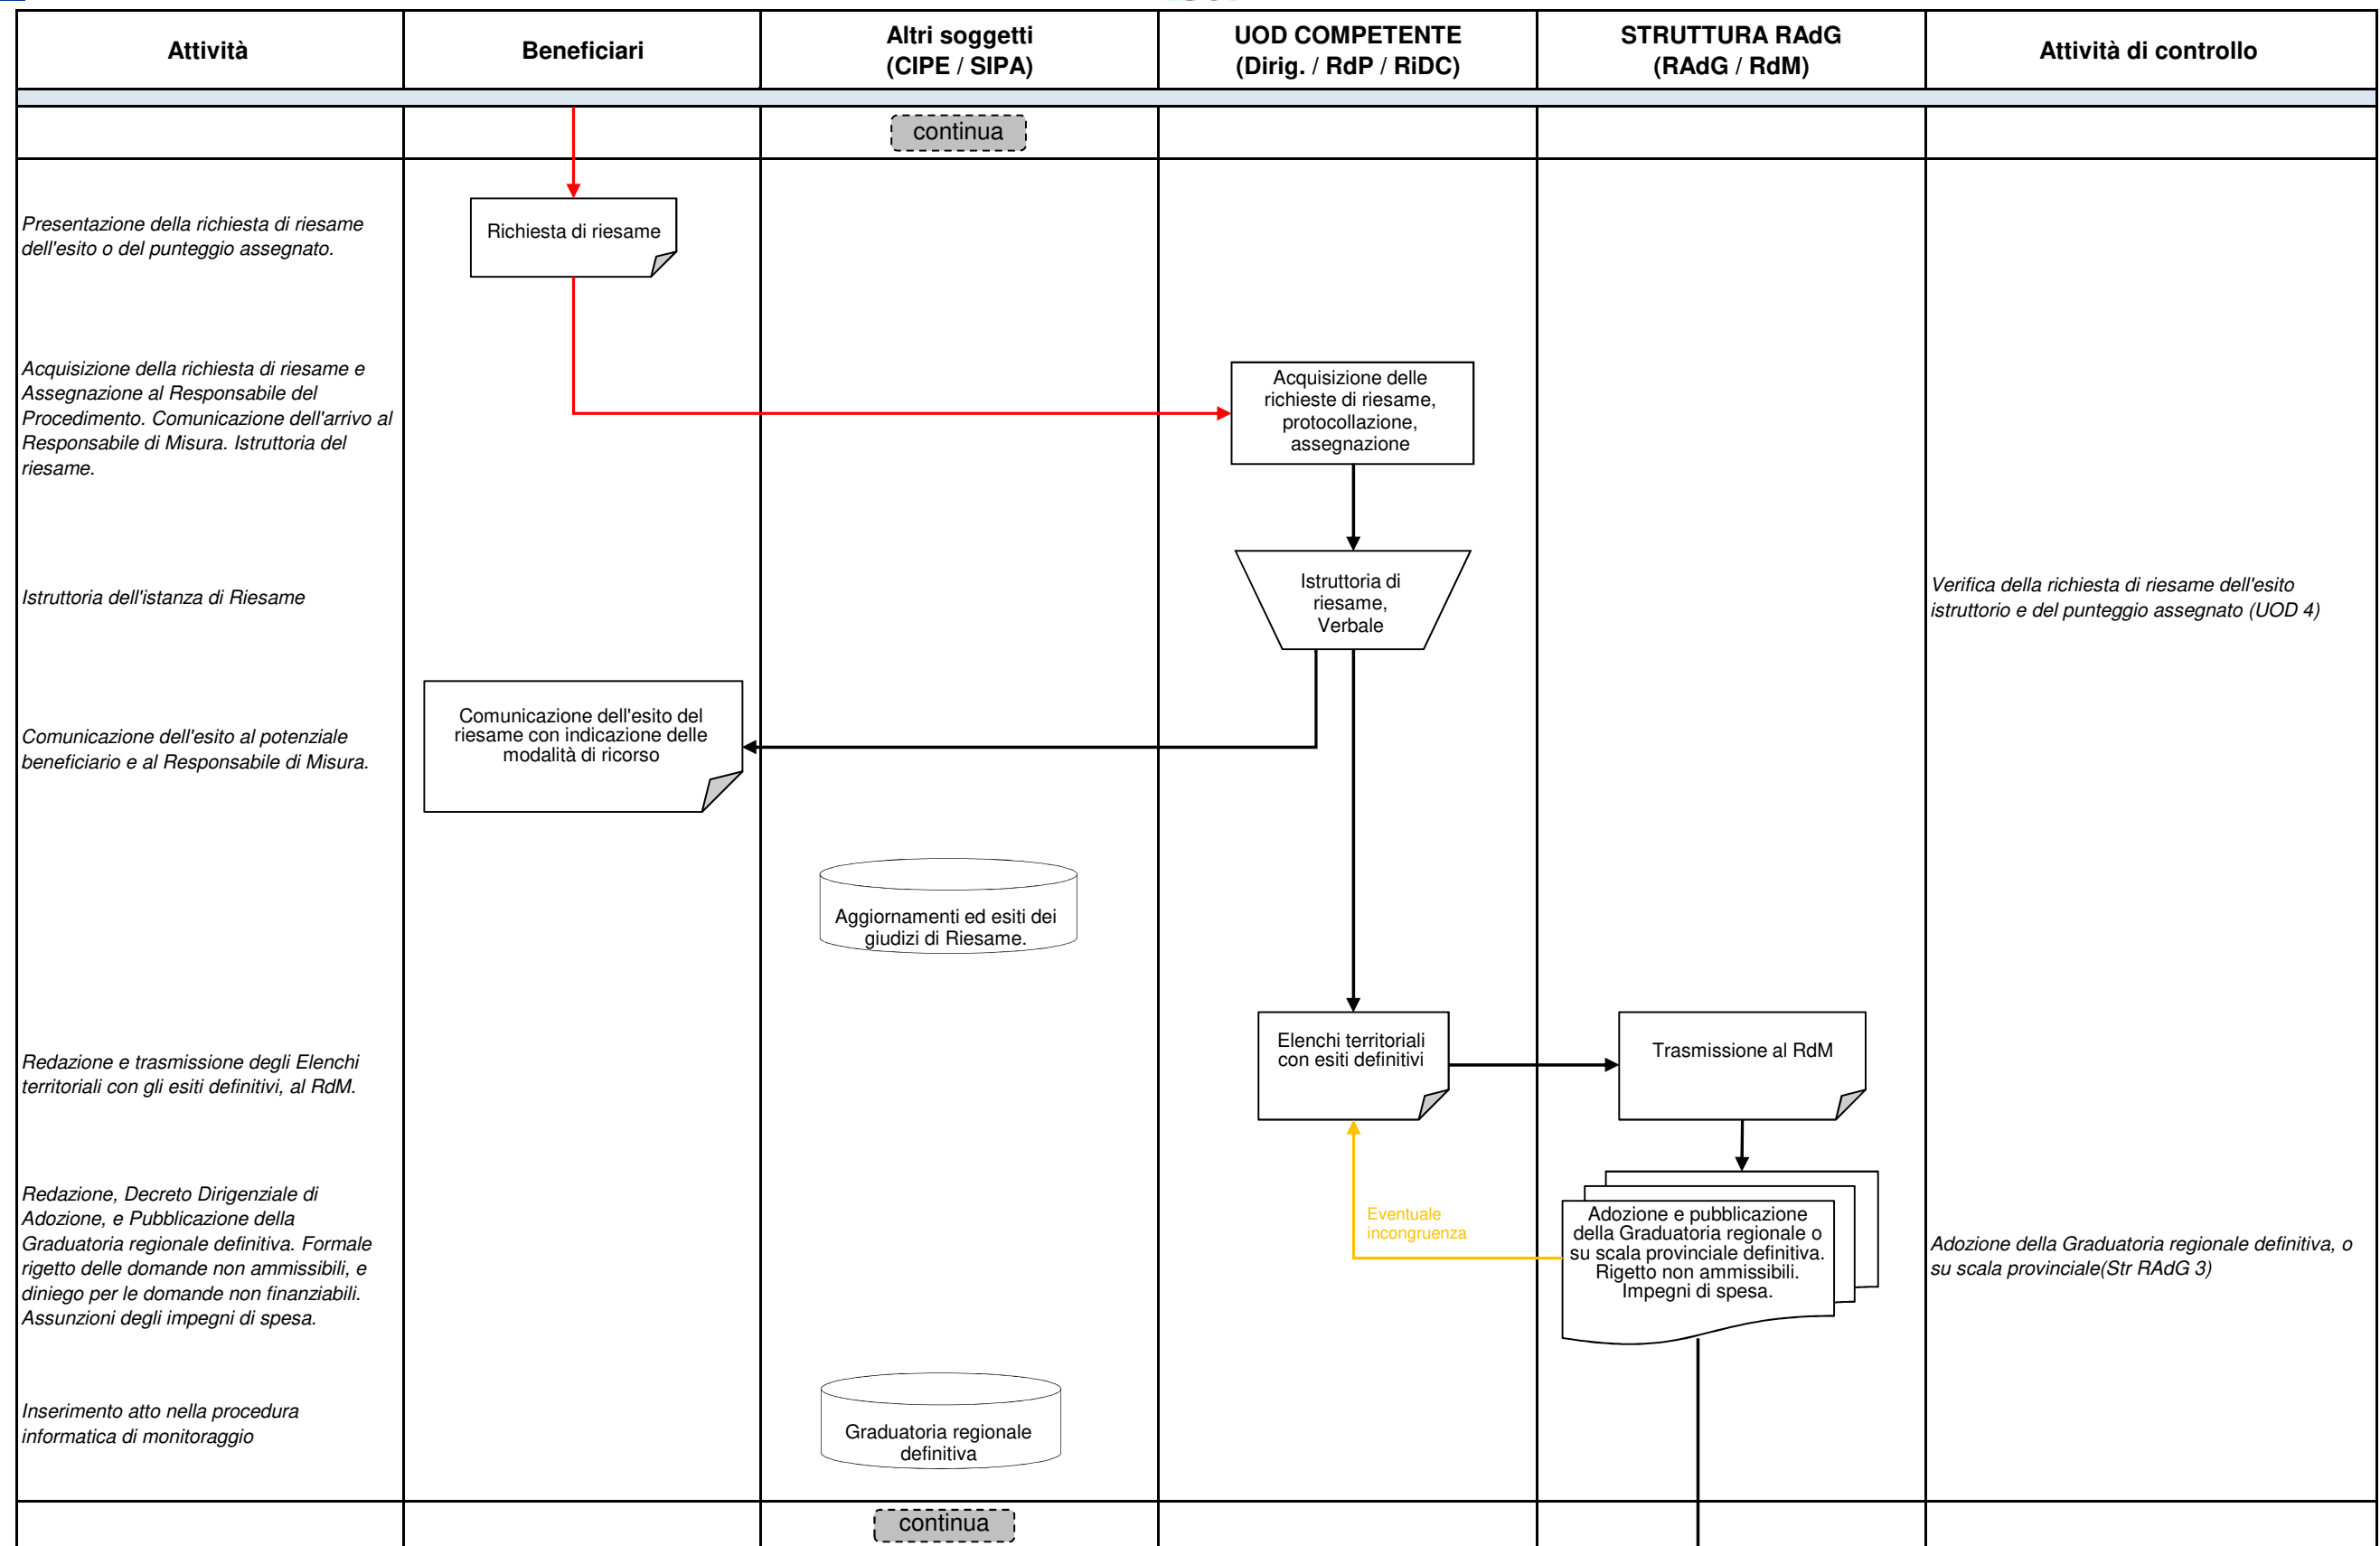 Attività
Beneficiari
Altri soggetti
(CIPE / SIPA)
UOD COMPETENTE
(Dirig. / RdP / RiDC)
STRUTTURA RAdG
(RAdG / RdM)
Attività di controllo
continua
Presentazione della richiesta di riesame
dell'esito o del punteggio assegnato.
Richiesta di riesame
Acquisizione della richiesta di riesame e
Assegnazione al Responsabile del
Procedimento. Comunicazione dell'arrivo al
Responsabile di Misura. Istruttoria del
riesame.
Acquisizione delle
richieste di riesame,
protocollazione,
assegnazione
Istruttoria dell'istanza di Riesame
Istruttoria di
riesame,
Verbale
Verifica della richiesta di riesame dell'esito
istruttorio e del punteggio assegnato (UOD 4)
Comunicazione dell'esito al potenziale
beneficiario e al Responsabile di Misura.
Comunicazione dell'esito del
riesame con indicazione delle
modalità di ricorso
Aggiornamenti ed esiti dei
giudizi di Riesame.
Redazione e trasmissione degli Elenchi
territoriali con gli esiti definitivi, al RdM.
Elenchi territoriali
con esiti definitivi
Trasmissione al RdM
Redazione, Decreto Dirigenziale di
Adozione, e Pubblicazione della
Graduatoria regionale definitiva. Formale
rigetto delle domande non ammissibili, e
diniego per le domande non finanziabili.
Assunzioni degli impegni di spesa.
Eventuale
incongruenza
Adozione e pubblicazione
della Graduatoria regionale o
su scala provinciale definitiva.
Rigetto non ammissibili.
Impegni di spesa.
Adozione della Graduatoria regionale definitiva, o
su scala provinciale(Str RAdG 3)
Inserimento atto nella procedura
informatica di monitoraggio
Graduatoria regionale
definitiva
continua